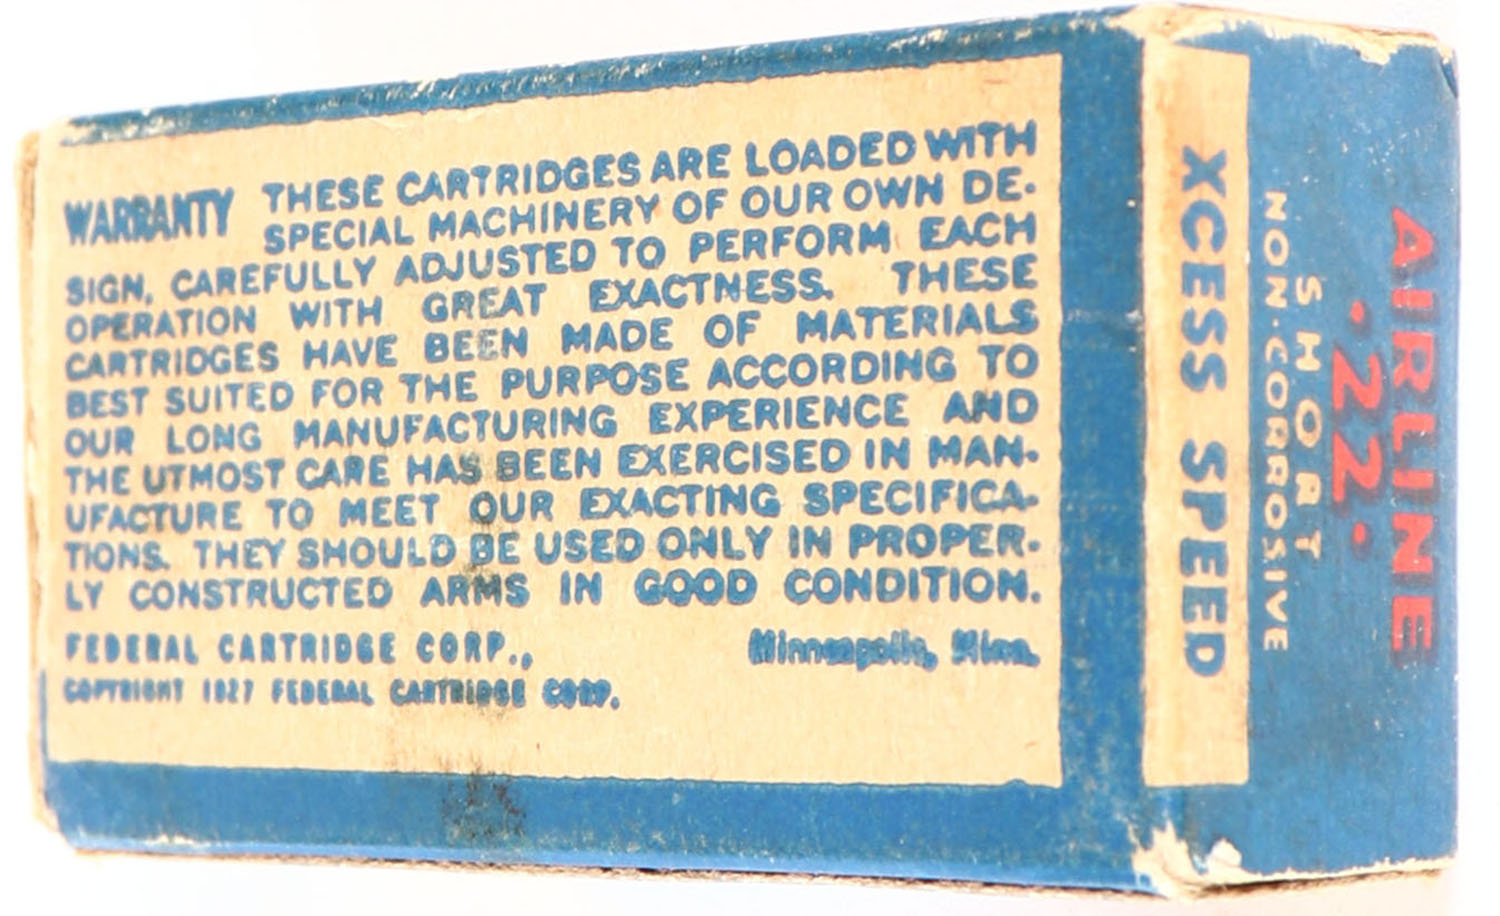 WARRANTY THESE CARTRIDGES ARE LOADED WITH
SPECIAL MACHINERY OF OUR OWN DE-
SIGN, CAREFULLY ADJUSTED TO PERFORM EACH
OPERATION WITH GREAT EXACTNESS. THESE
CARTRIDGES HAVE BEEN MADE OF MATERIALS
BEST SUITED FOR THE PURPOSE ACCORDING TO
OUR LONG MANUFACTURING EXPERIENCE AND
THE UTMOST CARE HAS BEEN EXERCISED IN MAN-
UFACTURE TO MEET OUR EXACTING SPECIFICA-
TIONS. THEY SHOULD BE USED ONLY IN PROPER-
LY CONSTRUCTED ARMS IN GOOD CONDITION.
FEDERAL CARTRIDGE CORP., Minneapolis, Minn.
COPYRIGHT 1927 FEDERAL CARTRIDGE CORP.
AIRLINE
.22.
SHORT
NON-CORROSIVE
XCESS SPEED